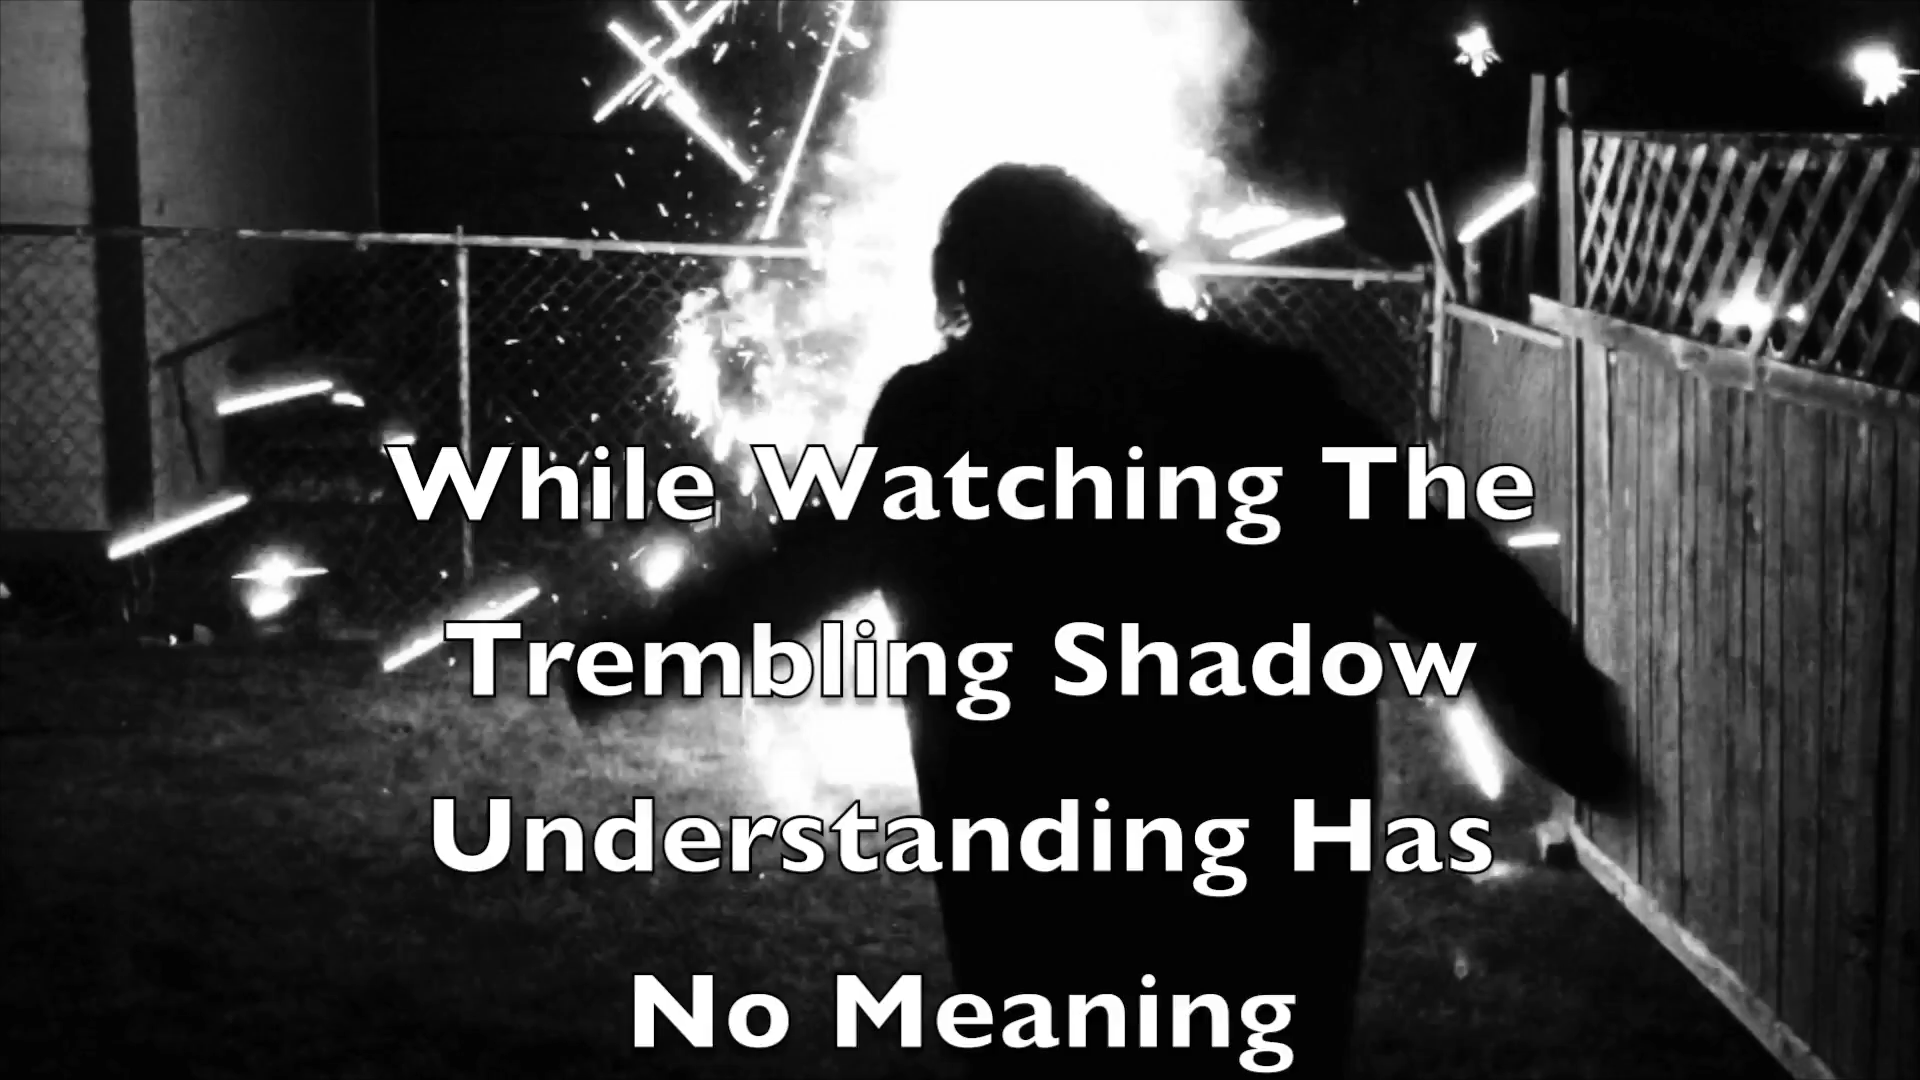 While Watching The
Trembling Shadow
Understanding Has
No Meaning